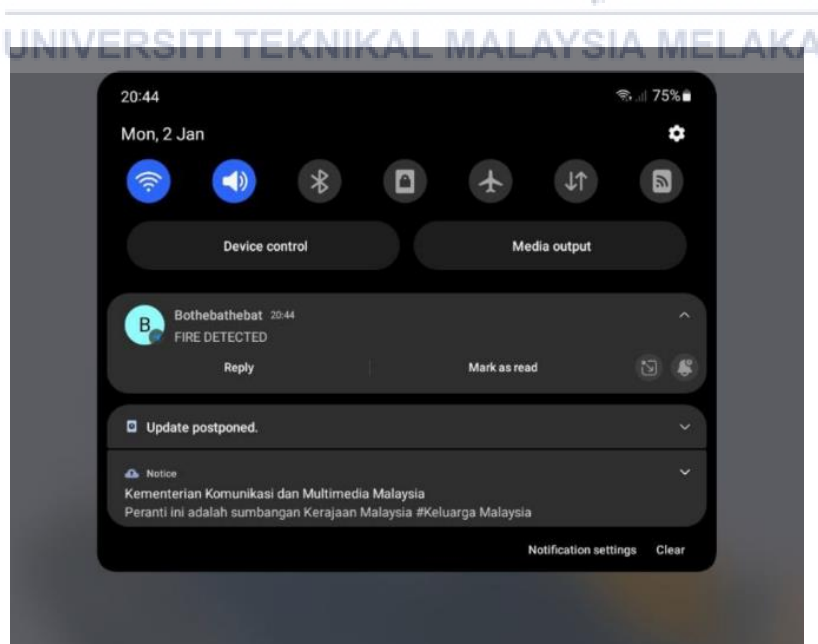 UNIVERSITI TEKNIKAL MALAYSIA MELAKA
20:44
75%
Mon, 2 Jan
Device control
Media output
B
Bothebathebat 20:44
FIRE DETECTED
Reply
Mark as read
Update postponed.
Notice
Kementerian Komunikasi dan Multimedia Malaysia
Peranti ini adalah sumbangan Kerajaan Malaysia #Keluarga Malaysia
Notification settings
Clear